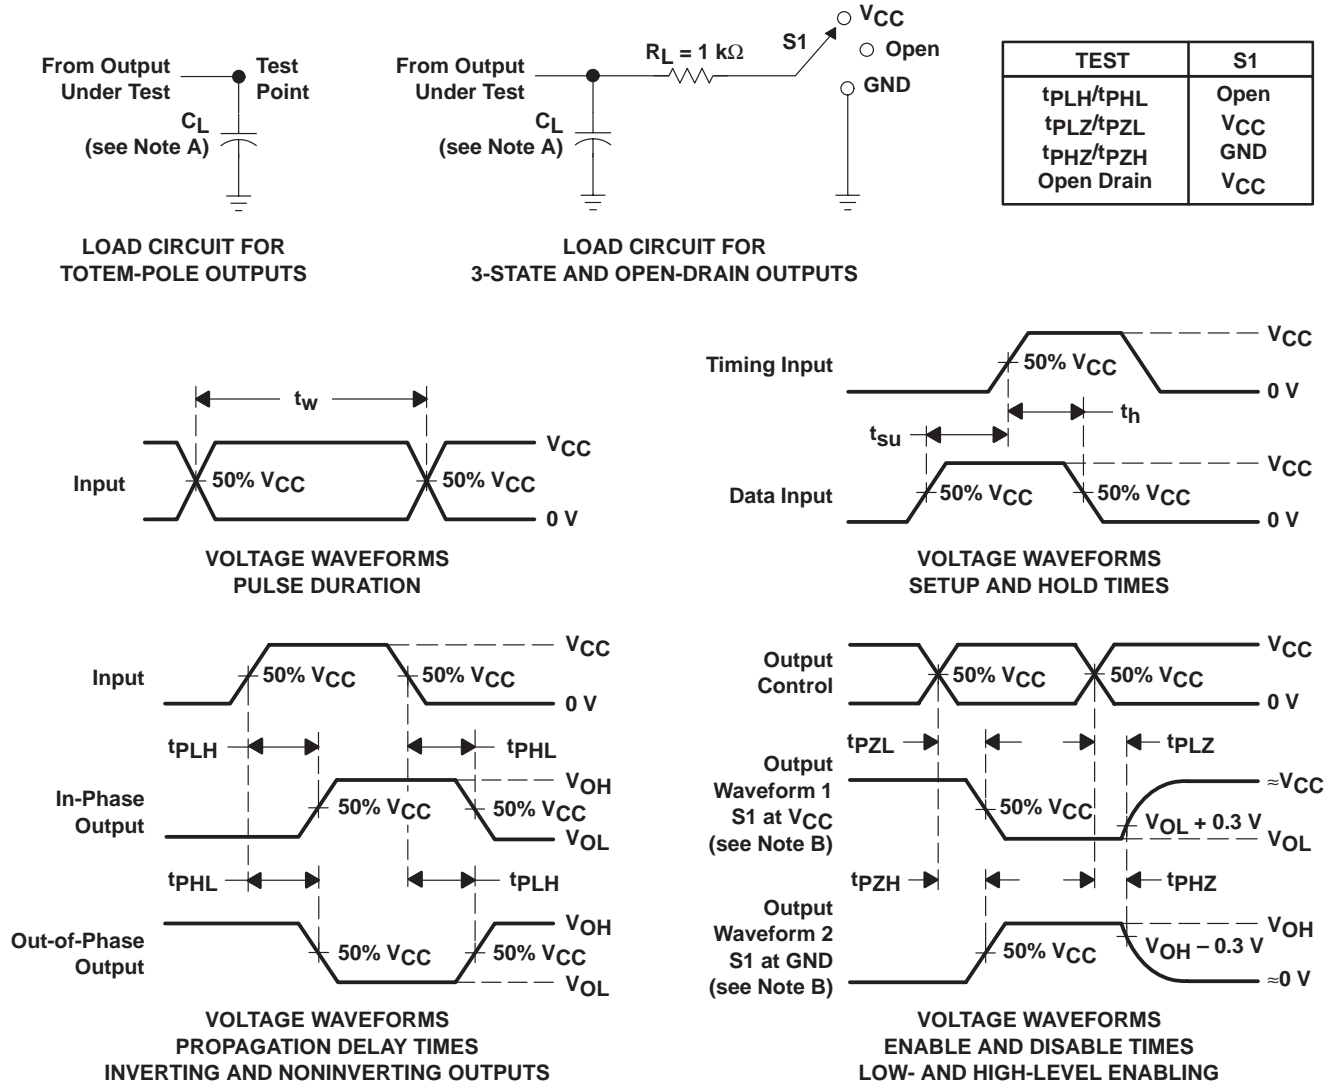 From Output
Under Test
Test
Point
CL
(see Note A)
LOAD CIRCUIT FOR
TOTEM-POLE OUTPUTS
From Output
Under Test
RL = 1 kΩ
S1
VCC
Open
GND
CL
(see Note A)
LOAD CIRCUIT FOR
3-STATE AND OPEN-DRAIN OUTPUTS
TEST S1
tPLH/tPHL Open
tPLZ/tPZL VCC
tPHZ/tPZH GND
Open Drain VCC
tw
Input
50% VCC
50% VCC
VCC
0 V
VOLTAGE WAVEFORMS
PULSE DURATION
Timing Input
50% VCC
VCC
0 V
tsu
th
Data Input
50% VCC
50% VCC
VCC
0 V
VOLTAGE WAVEFORMS
SETUP AND HOLD TIMES
Input
50% VCC
50% VCC
VCC
0 V
tPLH
tPHL
In-Phase
Output
50% VCC
50% VCC
VOH
VOL
tPHL
tPLH
Out-of-Phase
Output
50% VCC
50% VCC
VOH
VOL
VOLTAGE WAVEFORMS
PROPAGATION DELAY TIMES
INVERTING AND NONINVERTING OUTPUTS
Output
Control
50% VCC
50% VCC
VCC
0 V
tPZL
tPLZ
Output
Waveform 1
S1 at VCC
(see Note B)
50% VCC
≈VCC
VOL + 0.3 V
VOL
tPZH
tPHZ
Output
Waveform 2
S1 at GND
(see Note B)
50% VCC
VOH
VOH − 0.3 V
≈0 V
VOLTAGE WAVEFORMS
ENABLE AND DISABLE TIMES
LOW- AND HIGH-LEVEL ENABLING